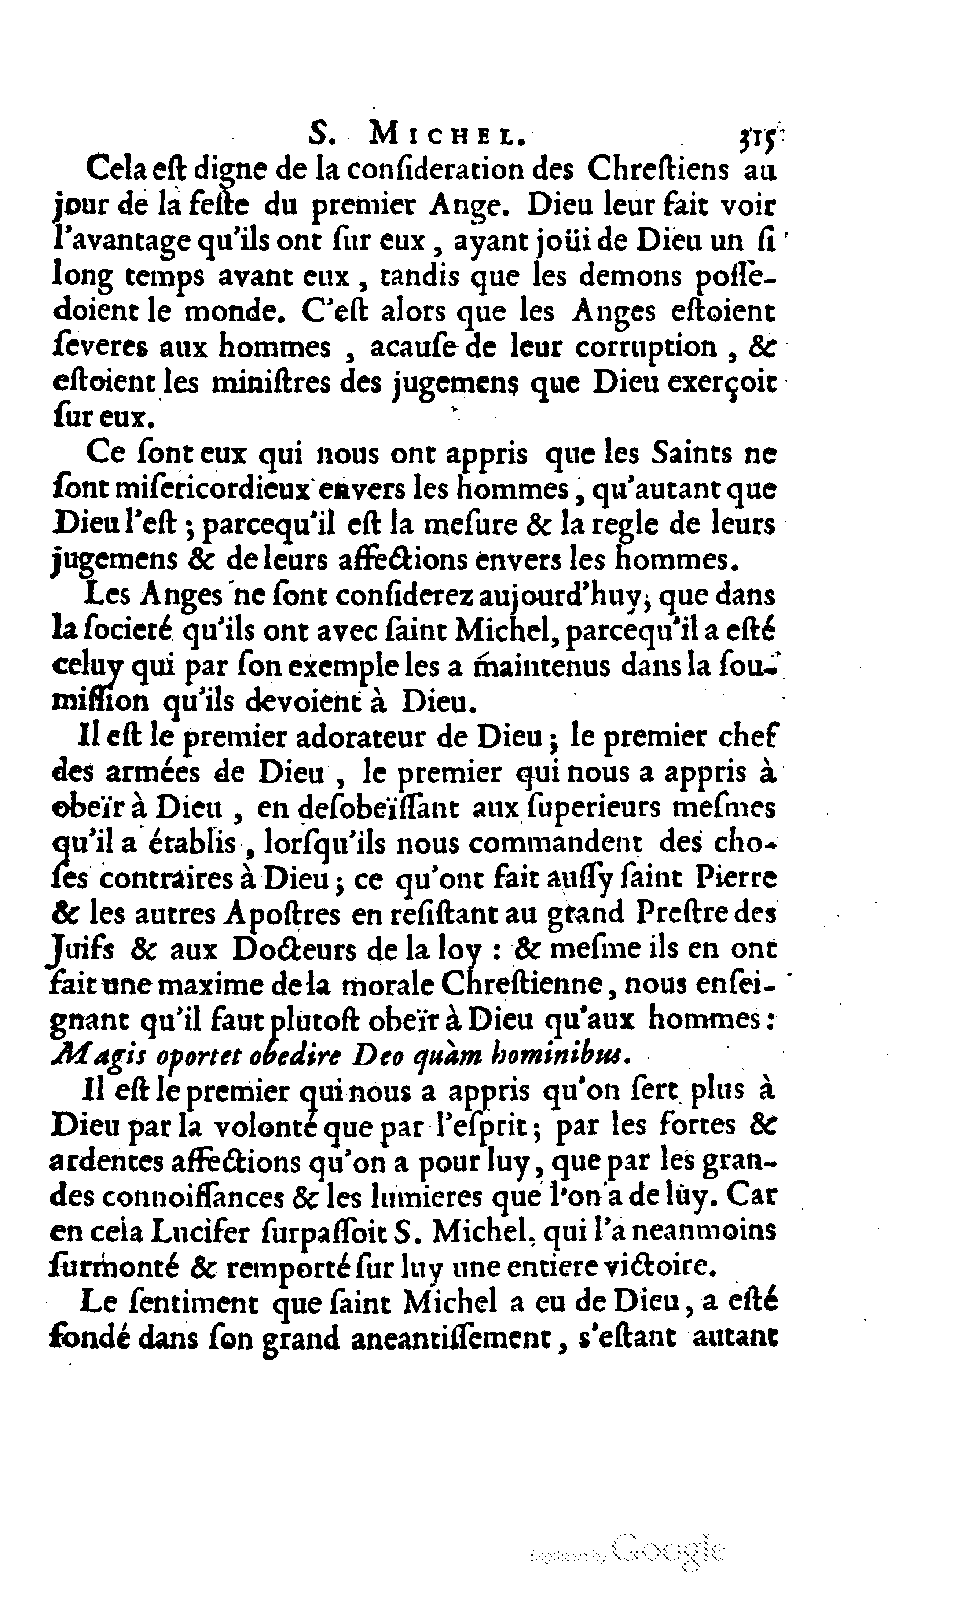 S. MICHEL. 315
Cela eſt digne de la conſideration des Chreſtiens au
jour de la feſte du premier Ange. Dieu leur fait voir
l'avantage qu'ils ont ſur eux, ayant joüi de Dieu un ſi
long temps avant eux, tandis que les demons poſſe-
doient le monde. C'eſt alors que les Anges eſtoient
ſeveres aux hommes, acauſe de leur corruption, &
eſtoient les miniſtres des jugemens que Dieu exerçoit
ſur eux.
Ce ſont eux qui nous ont appris que les Saints ne
ſont miſericordieux envers les hommes, qu'autant que
Dieu l'eſt; parcequ'il eſt la meſure & la regle de leurs
jugemens & de leurs affections envers les hommes.
Les Anges ne ſont conſiderez aujourd'huy, que dans
la ſocieté qu'ils ont avec ſaint Michel, parcequ'il a eſté
celuy qui par ſon exemple les a maintenus dans la ſou-
miſſion qu'ils devoient à Dieu.
Il eſt le premier adorateur de Dieu; le premier chef
des armées de Dieu, le premier qui nous a appris à
obeïr à Dieu, en deſobeïſſant aux ſuperieurs meſmes
qu'il a établis, lorſqu'ils nous commandent des cho-
ſes contraires à Dieu; ce qu'ont fait auſſy ſaint Pierre
& les autres Apoſtres en reſiſtant au grand Preſtre des
Juifs & aux Docteurs de la loy : & meſme ils en ont
fait une maxime de la morale Chreſtienne, nous enſei-
gnant qu'il faut plutoſt obeïr à Dieu qu'aux hommes:
Magis oportet obedire Deo quàm hominibus.
Il eſt le premier qui nous a appris qu'on ſert plus à
Dieu par la volonté que par l'eſprit; par les fortes &
ardentes affections qu'on a pour luy, que par les gran-
des connoiſſances & les lumieres que l'on a de luy. Car
en cela Lucifer ſurpaſſoit S. Michel, qui l'a neanmoins
ſurmonté & remporté ſur luy une entiere victoire.
Le ſentiment que ſaint Michel a eu de Dieu, a eſté
fondé dans ſon grand aneantiſſement, s'eſtant autant
Digitized by Google